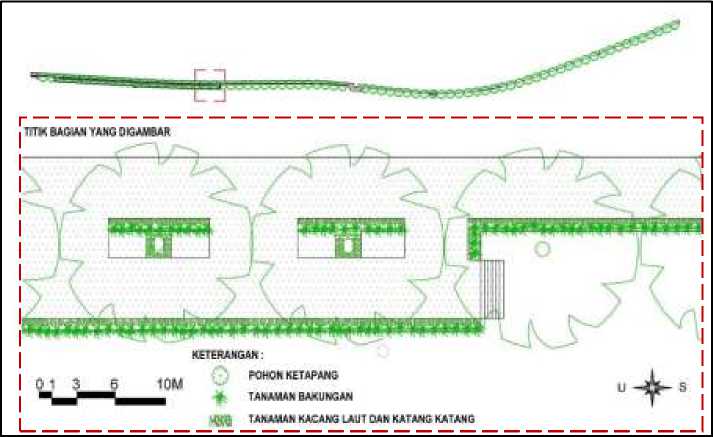 TITIK BAGIAN YANG DIGAMBAR
KETERANGAN :
POHON KETAPANG
TANAMAN BAKUNGAN
TANAMAN KACANG LAUT DAN KATANG KATANG
0 1 3 6 10M
U S